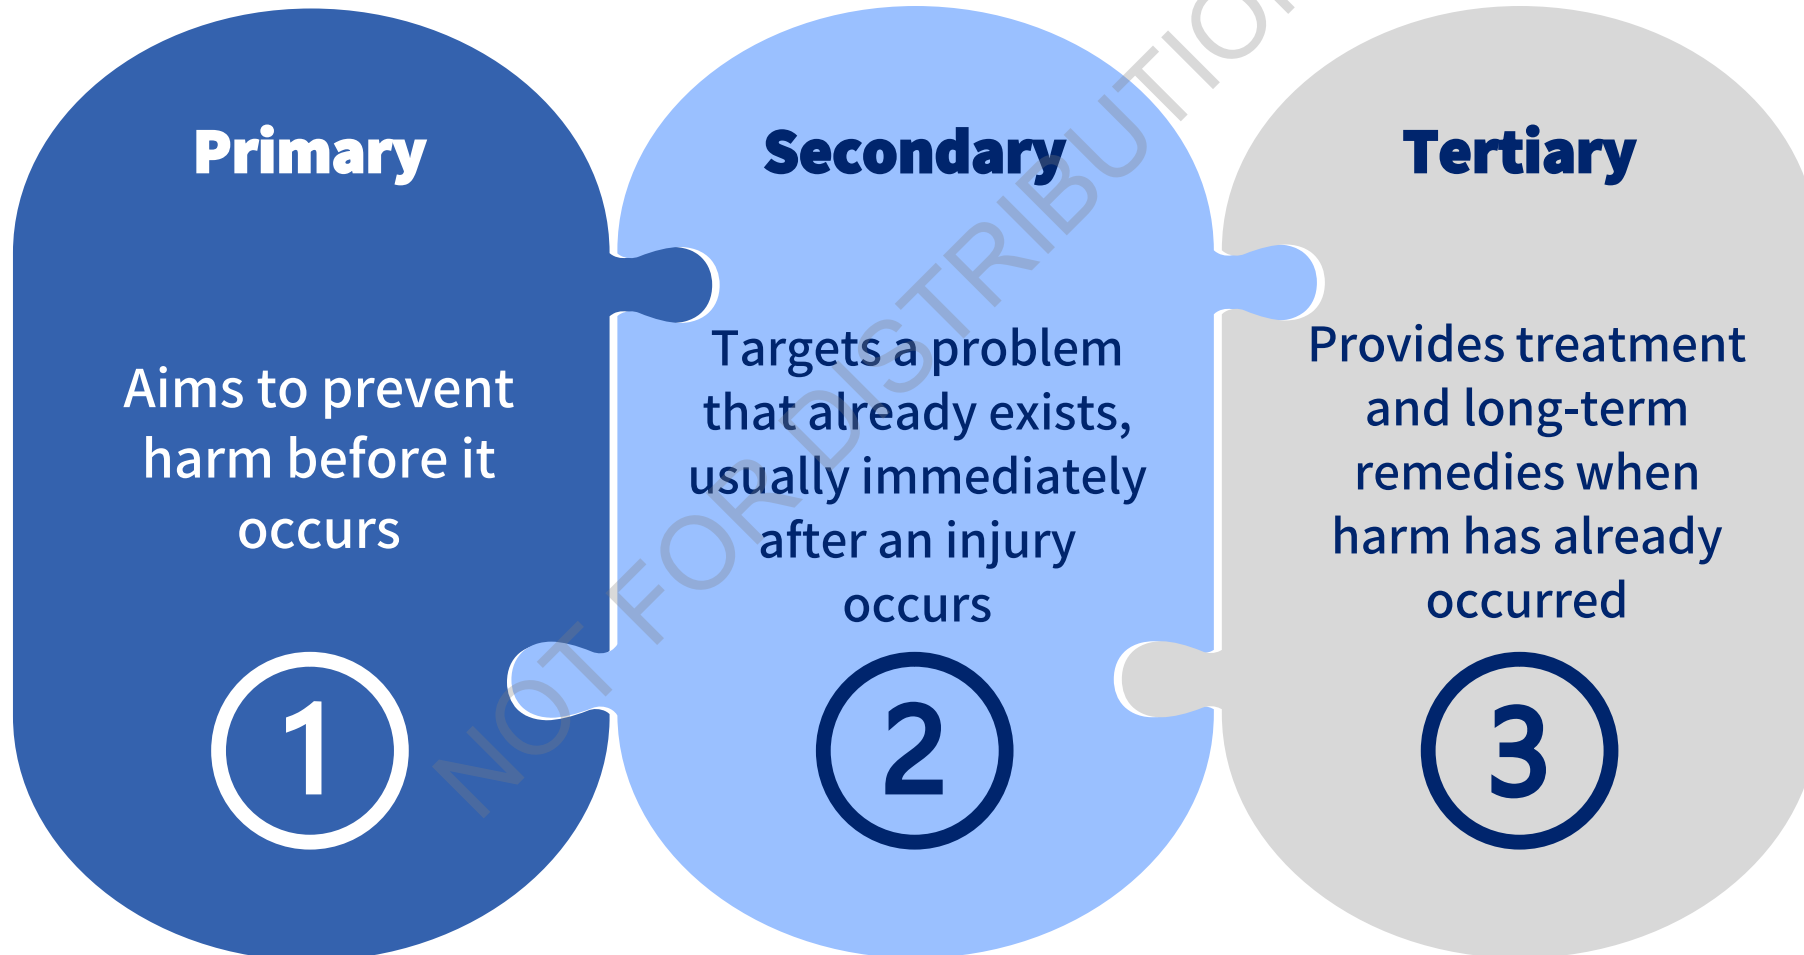 Primary
Aims to prevent
harm before it
occurs
1
Secondary
Targets a problem
that already exists,
usually immediately
after an injury
occurs
2
Tertiary
Provides treatment
and long-term
remedies when
harm has already
occurred
3
NOT FOR DISTRIBUTION